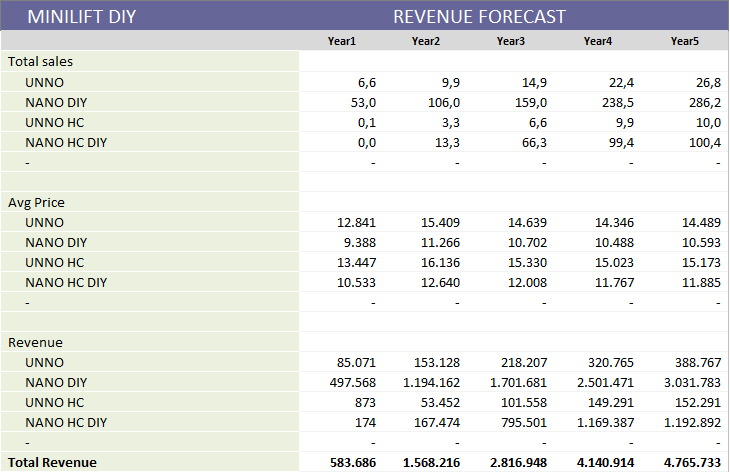 MINILIFT DIY REVENUE FORECAST
Year1 Year2 Year3 Year4 Year5
Total sales
UNNO 6,6 9,9 14,9 22,4 26,8
NANO DIY 53,0 106,0 159,0 238,5 286,2
UNNO HC 0,1 3,3 6,6 9,9 10,0
NANO HC DIY 0,0 13,3 66,3 99,4 100,4
- - - - - -
Avg Price
UNNO 12.841 15.409 14.639 14.346 14.489
NANO DIY 9.388 11.266 10.702 10.488 10.593
UNNO HC 13.447 16.136 15.330 15.023 15.173
NANO HC DIY 10.533 12.640 12.008 11.767 11.885
- - - - - -
Revenue
UNNO 85.071 153.128 218.207 320.765 388.767
NANO DIY 497.568 1.194.162 1.701.681 2.501.471 3.031.783
UNNO HC 873 53.452 101.558 149.291 152.291
NANO HC DIY 174 167.474 795.501 1.169.387 1.192.892
- - - - - -
Total Revenue 583.686 1.568.216 2.816.948 4.140.914 4.765.733